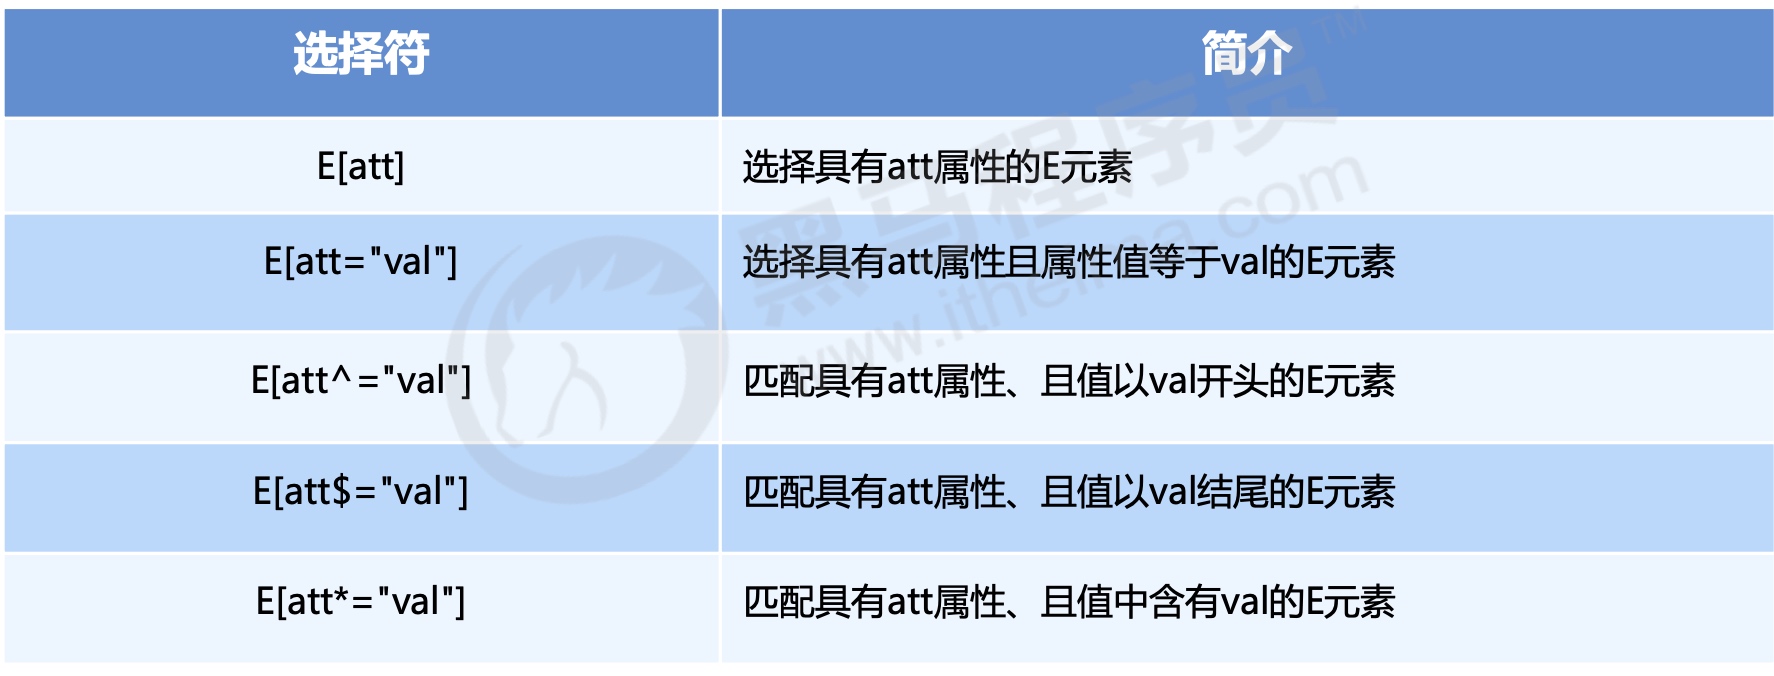 选择符 简介
E[att] 选择具有att属性的E元素
E[att="val"] 选择具有att属性且属性值等于val的E元素
E[att^="val"] 匹配具有att属性、且值以val开头的E元素
E[att$="val"] 匹配具有att属性、且值以val结尾的E元素
E[att*="val"] 匹配具有att属性、且值中含有val的E元素
黑马程序员™
www.itheima.com